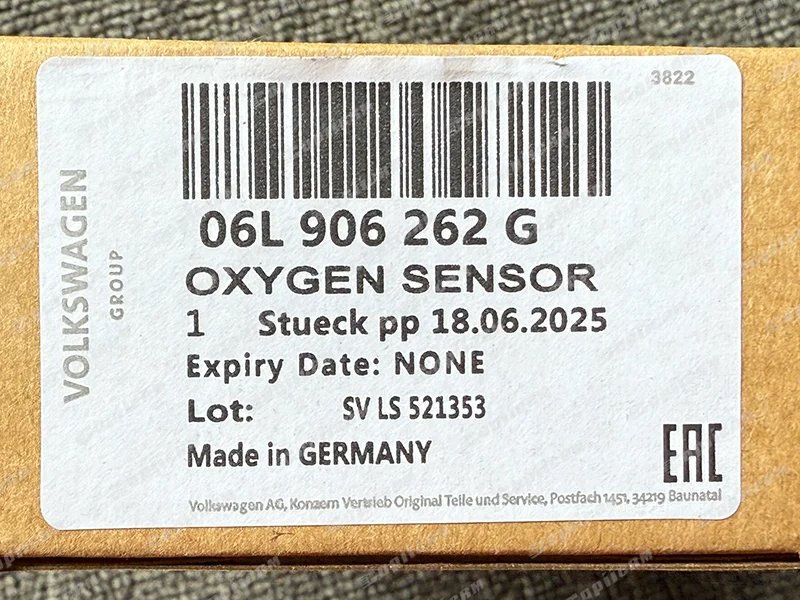 3822
VOLKSWAGEN
GROUP
06L 906 262 G
OXYGEN SENSOR
1 Stueck pp 18.06.2025
Expiry Date: NONE
Lot: SV LS 521353
Made in GERMANY
EAC
Volkswagen AG, Konzern Vertrieb Original Teile und Service, Postfach 1451, 34219 Baunatal